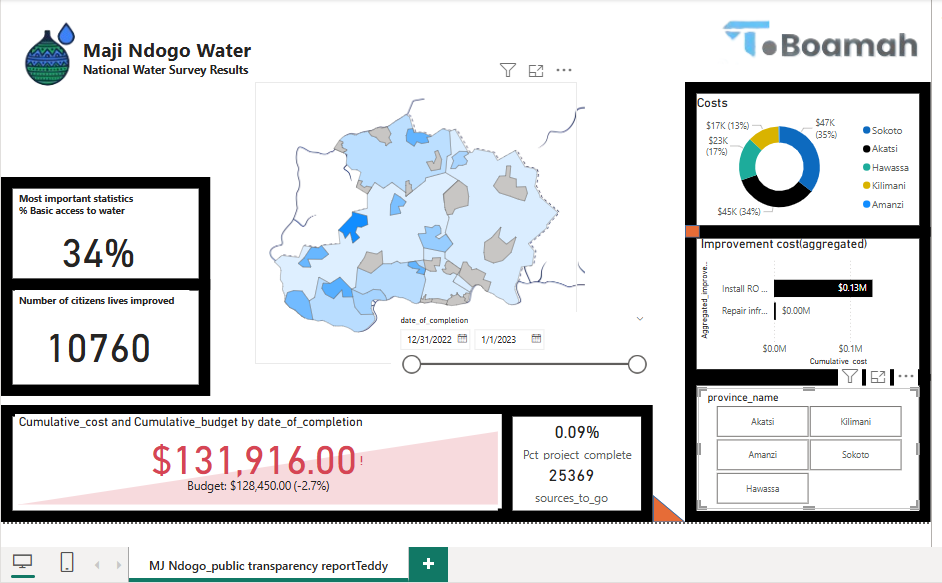 Maji Ndogo Water
National Water Survey Results
Boamah
Most important statistics
% Basic access to water
34%
Number of citizens lives improved
10760
date_of_completion
12/31/2022
1/1/2023
Costs
$17K (13%)
$47K
(35%)
$23K
(17%)
$45K (34%)
Sokoto
Akatsi
Hawassa
Kilimani
Amanzi
Improvement cost(aggregated)
Aggregated_improve...
Install RO ...
$0.13M
Repair infr...
$0.00M
$0.0M
$0.1M
Cumulative_cost
province_name
Akatsi
Kilimani
Amanzi
Sokoto
Hawassa
Cumulative_cost and Cumulative_budget by date_of_completion
$131,916.00!
Budget: $128,450.00 (-2.7%)
0.09%
Pct project complete
25369
sources_to_go
MJ Ndogo_public transparency reportTeddy